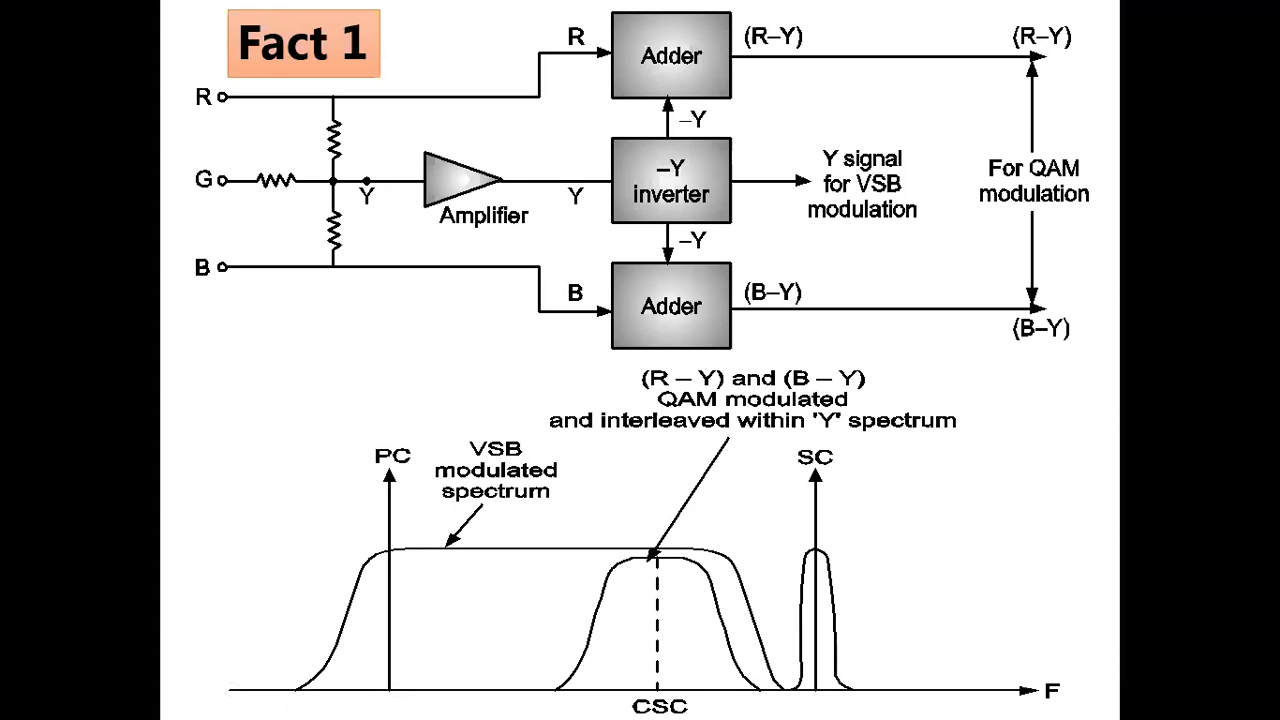 Fact 1
R
Adder
(R–Y)
(R–Y)
R
–Y
G
Y
Amplifier
Y
–Y
inverter
Y signal
for VSB
modulation
For QAM
modulation
–Y
B
B
Adder
(B–Y)
(B–Y)
(R – Y) and (B – Y)
QAM modulated
and interleaved within 'Y' spectrum
PC
VSB
modulated
spectrum
SC
F
CSC